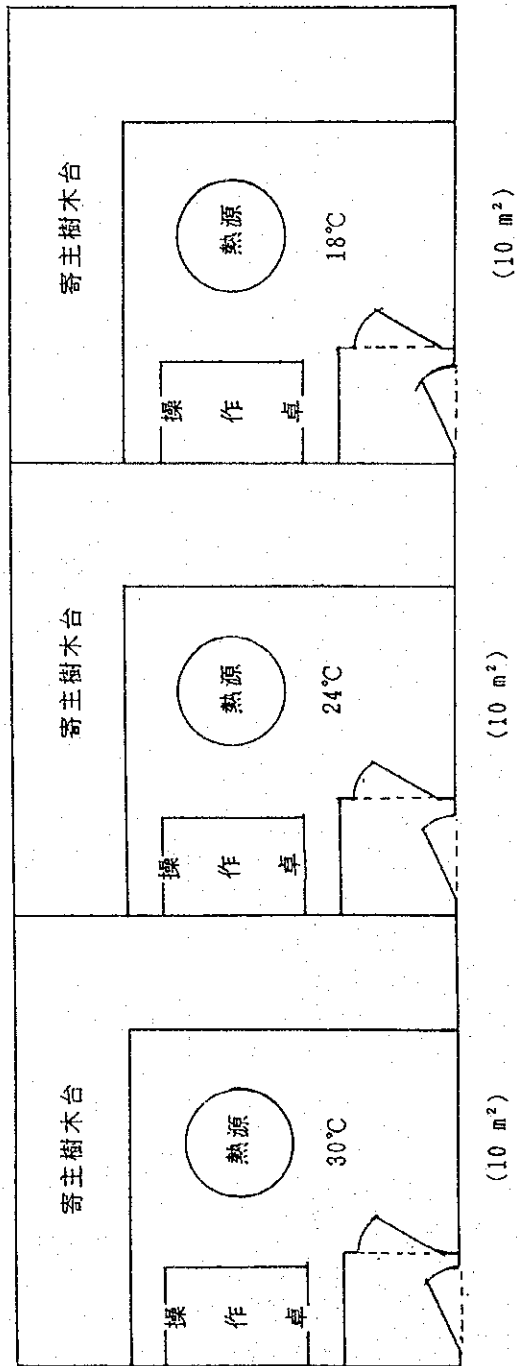 寄主樹木台
熱源
30℃
操作卓
(10 m²)
寄主樹木台
熱源
24℃
操作卓
(10 m²)
寄主樹木台
熱源
18℃
操作卓
(10 m²)